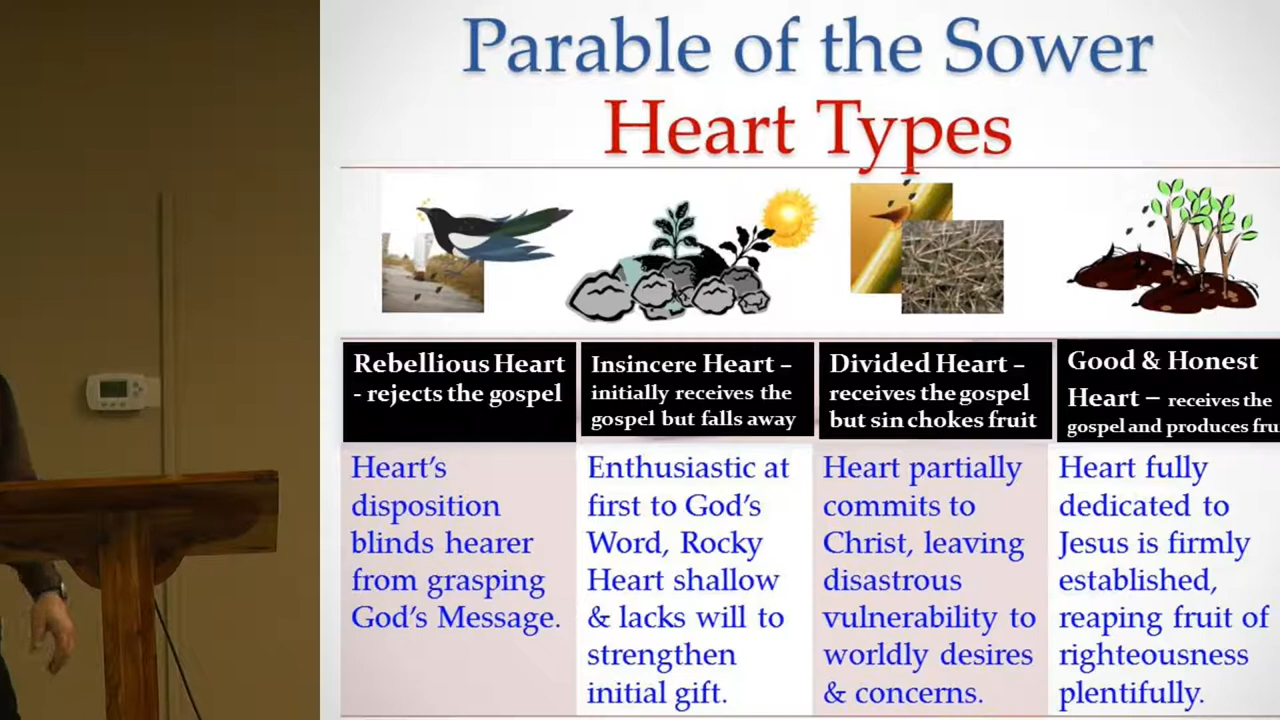 Parable of the Sower
Heart Types
Rebellious Heart
- rejects the gospel
Insincere Heart –
initially receives the
gospel but falls away
Divided Heart –
receives the gospel
but sin chokes fruit
Good & Honest
Heart – receives the
gospel and produces fru
Heart's
disposition
blinds hearer
from grasping
God's Message.
Enthusiastic at
first to God's
Word, Rocky
Heart shallow
& lacks will to
strengthen
initial gift.
Heart partially
commits to
Christ, leaving
disastrous
vulnerability to
worldly desires
& concerns.
Heart fully
dedicated to
Jesus is firmly
established,
reaping fruit of
righteousness
plentifully.